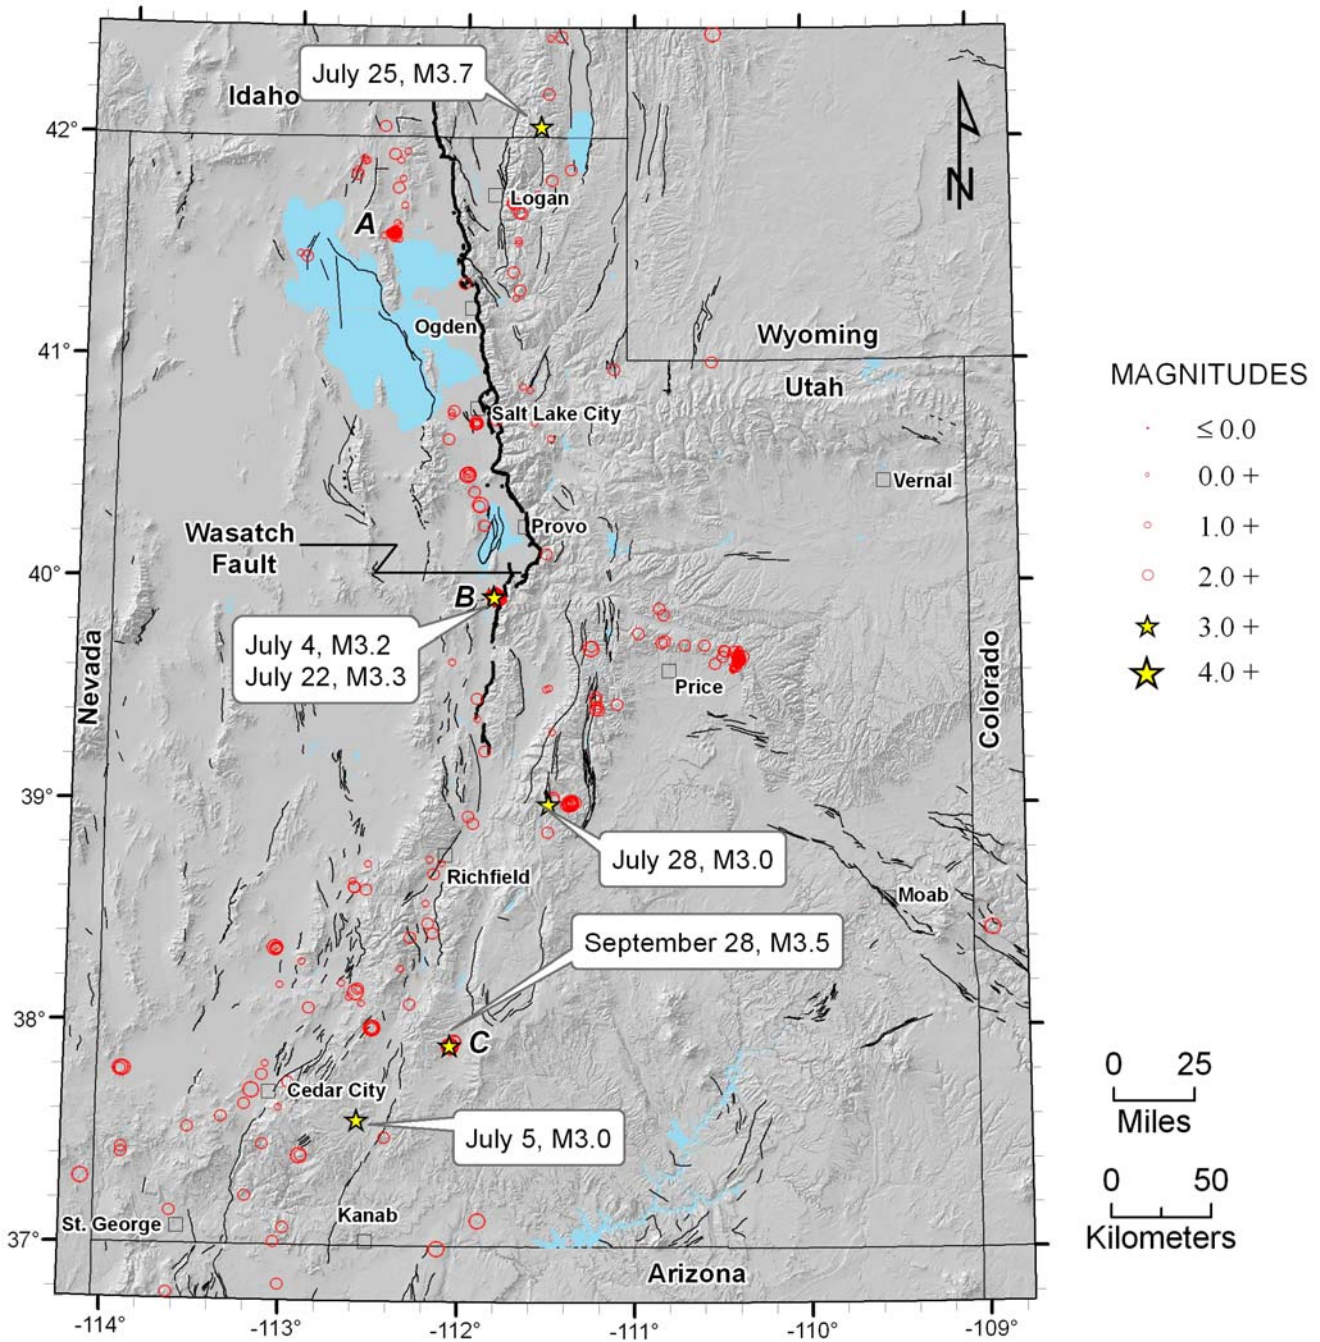 July 25, M3.7
Idaho
42°
N
Logan
A
Ogden
Wyoming
41°
Utah
Salt Lake City
Vernal
Wasatch
Fault
Provo
40°
B
July 4, M3.2
July 22, M3.3
Nevada
Price
Colorado
39°
July 28, M3.0
Richfield
Moab
September 28, M3.5
38°
C
Cedar City
July 5, M3.0
St. George
Kanab
37°
Arizona
-114°
-113°
-112°
-111°
-110°
-109°
MAGNITUDES
≤ 0.0
0.0 +
1.0 +
2.0 +
3.0 +
4.0 +
0 25
Miles
0 50
Kilometers